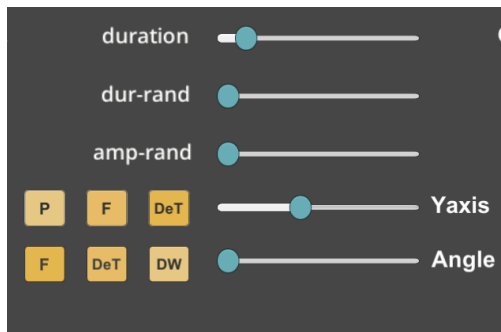 duration
dur-rand
amp-rand
P F DeT Yaxis
F DeT DW Angle